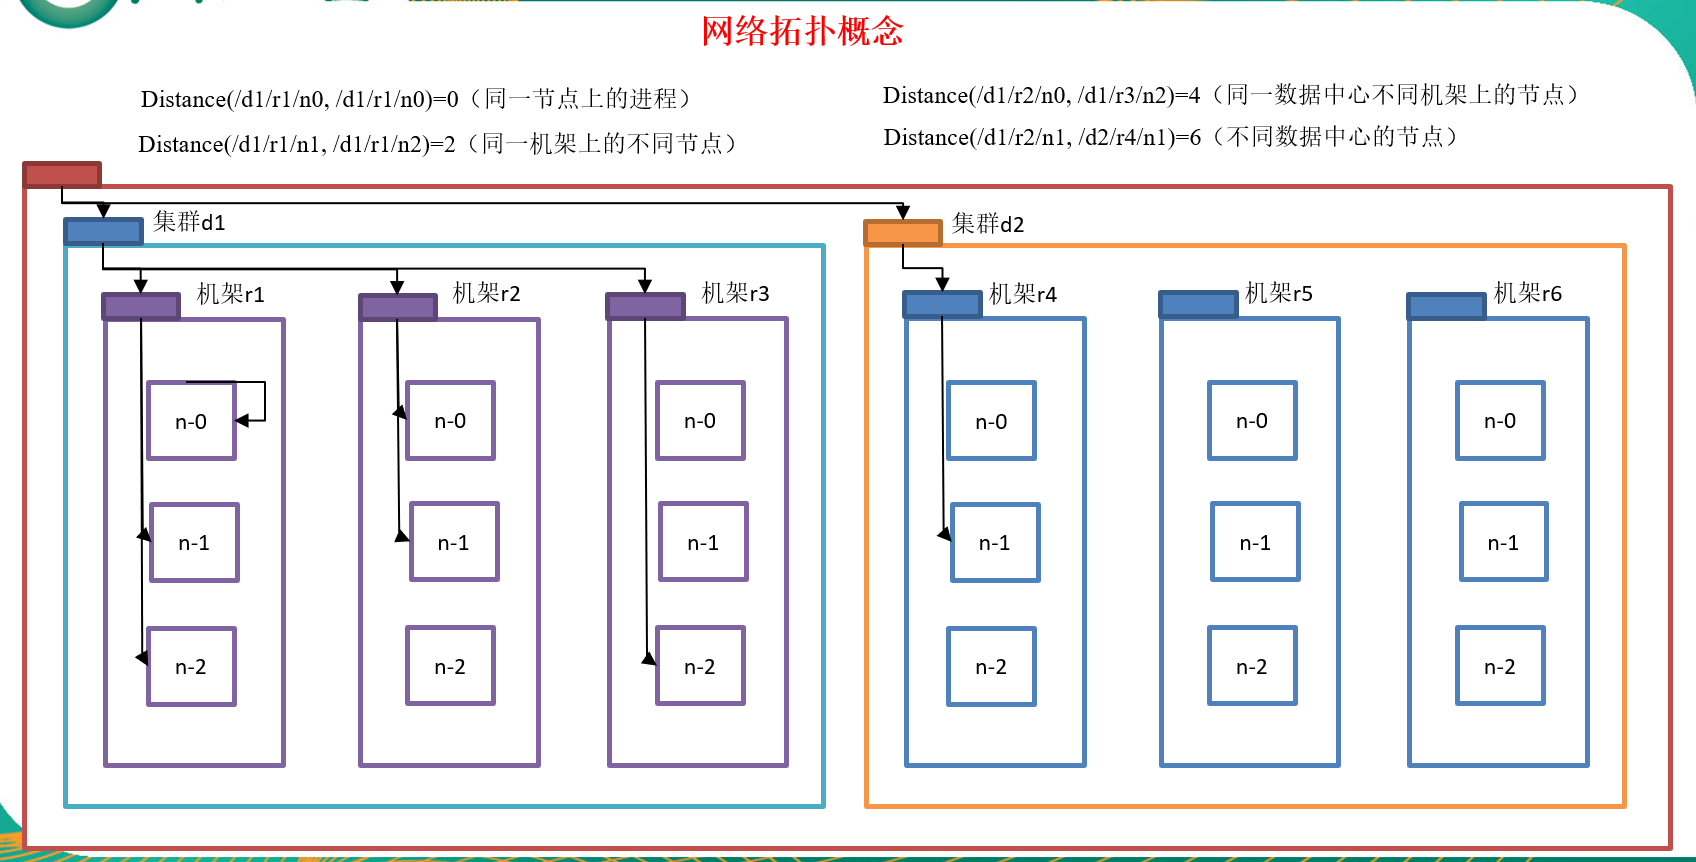 网络拓扑概念
Distance(/d1/r1/n0, /d1/r1/n0)=0（同一节点上的进程）
Distance(/d1/r1/n1, /d1/r1/n2)=2（同一机架上的不同节点）
Distance(/d1/r2/n0, /d1/r3/n2)=4（同一数据中心不同机架上的节点）
Distance(/d1/r2/n1, /d2/r4/n1)=6（不同数据中心的节点）
集群d1
集群d2
机架r1
机架r2
机架r3
机架r4
机架r5
机架r6
n-0
n-0
n-0
n-0
n-0
n-0
n-1
n-1
n-1
n-1
n-1
n-1
n-2
n-2
n-2
n-2
n-2
n-2